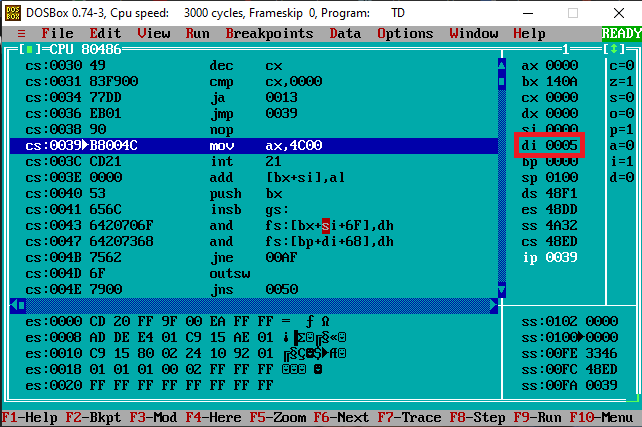 DOSBox 0.74-3, Cpu speed: 3000 cycles, Frameskip 0, Program: TD
≡ File Edit View Run Breakpoints Data Options Window Help READY
[■]=CPU 80486 1 [↕]
cs:0030 49 dec cx ax 0000 c=0
cs:0031 83F900 cmp cx,0000 bx 140A z=1
cs:0034 77DD ja 0013 cx 0000 s=0
cs:0036 EB01 jmp 0039 dx 0000 o=0
cs:0038 90 nop si 0000 p=1
cs:0039►B8004C mov ax,4C00 di 0005 a=0
cs:003C CD21 int 21 bp 0000 i=1
cs:003E 0000 add [bx+si],al sp 0100 d=0
cs:0040 53 push bx ds 48F1
cs:0041 656C insb gs: es 48DD
cs:0043 6420706F and fs:[bx+si+6F],dh ss 4A32
cs:0047 64207368 and fs:[bp+di+68],dh cs 48ED
cs:004B 7562 jne 00AF ip 0039
cs:004D 6F outsw
cs:004E 7900 jns 0050
es:0000 CD 20 FF 9F 00 EA FF FF = ƒ Ω ss:0102 0000
es:0008 AD DE E4 01 C9 15 AE 01 ss:0100►0000
es:0010 C9 15 80 02 24 10 92 01 ss:00FE 3346
es:0018 01 01 01 00 02 FF FF FF ss:00FC 48ED
es:0020 FF FF FF FF FF FF FF FF ss:00FA 0039
F1-Help F2-Bkpt F3-Mod F4-Here F5-Zoom F6-Next F7-Trace F8-Step F9-Run F10-Menu